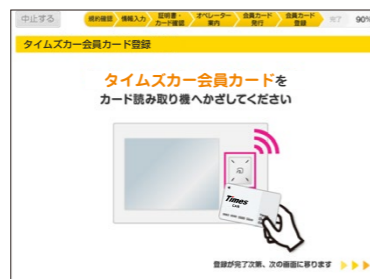 中止する
規約確認 情報入力 証明書・カード確認 オペレーター案内 会員カード発行 会員カード登録 完了 90%
タイムズカー会員カード登録
タイムズカー会員カードを
カード読み取り機へかざしてください
Times
登録が完了次第、次の画面に移ります